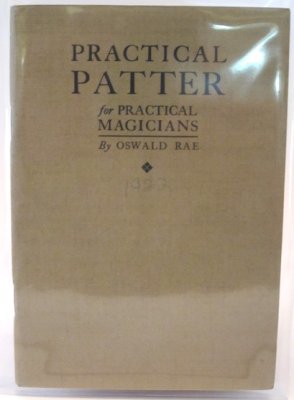 PRACTICAL
PATTER
for PRACTICAL
MAGICIANS
By OSWALD RAE